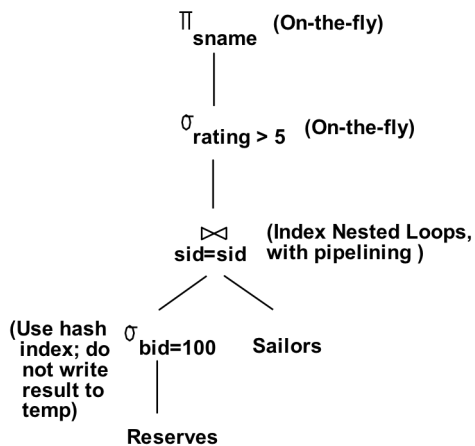 π sname (On-the-fly)
σ rating > 5 (On-the-fly)
⋈ (Index Nested Loops,
sid=sid with pipelining )
(Use hash
index; do
not write
result to
temp)
σ bid=100
Sailors
Reserves